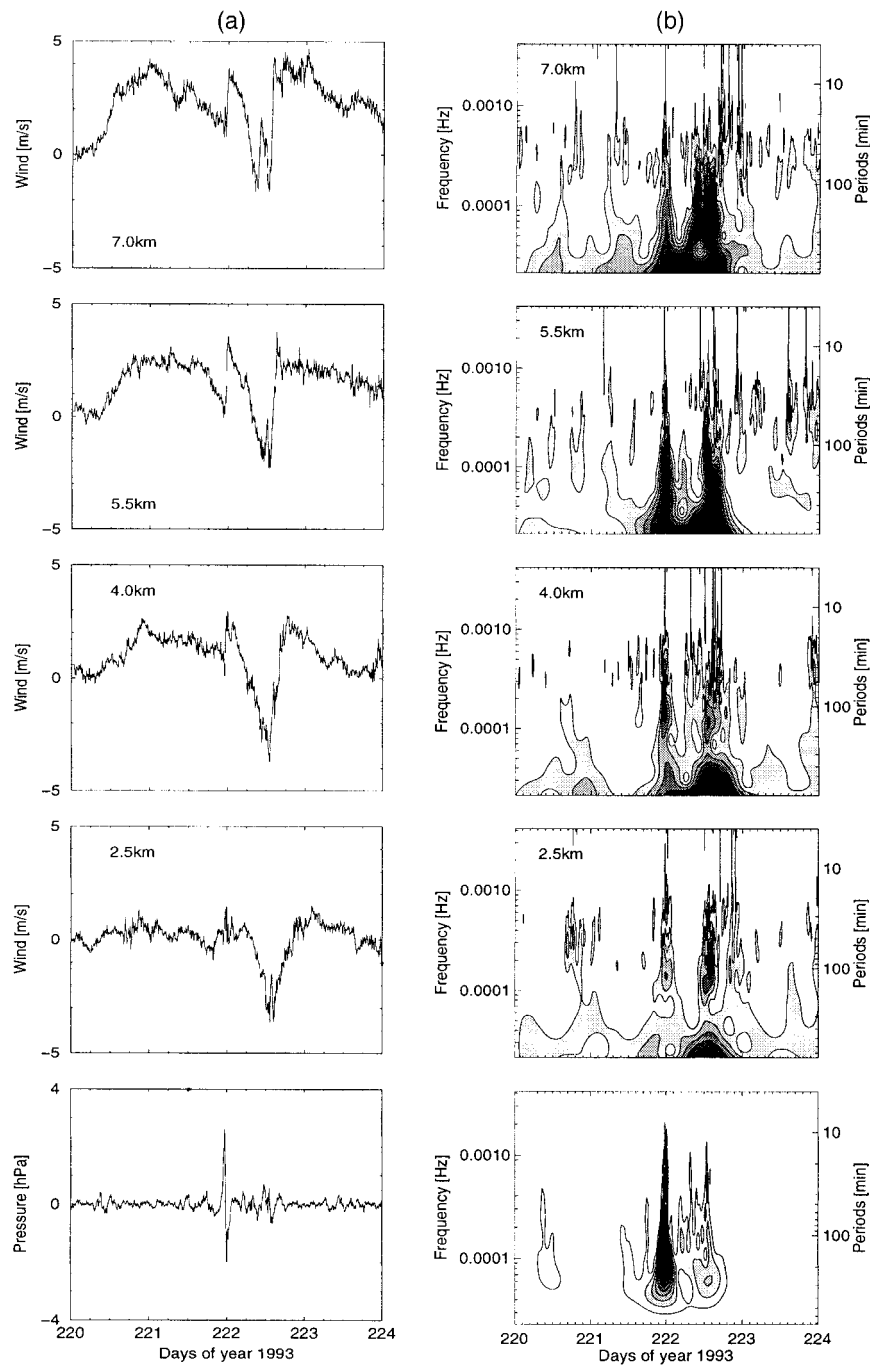 (a)
(b)
5
0
−5
Wind [m/s]
7.0km
7.0km
0.0010
0.0001
Frequency [Hz]
10
100
Periods [min]
5
0
−5
Wind [m/s]
5.5km
5.5km
0.0010
0.0001
Frequency [Hz]
10
100
Periods [min]
5
0
−5
Wind [m/s]
4.0km
4.0km
0.0010
0.0001
Frequency [Hz]
10
100
Periods [min]
5
0
−5
Wind [m/s]
2.5km
2.5km
0.0010
0.0001
Frequency [Hz]
10
100
Periods [min]
4
0
−4
Pressure [hPa]
0.0010
0.0001
Frequency [Hz]
10
100
Periods [min]
220 221 222 223 224
Days of year 1993
220 221 222 223 224
Days of year 1993